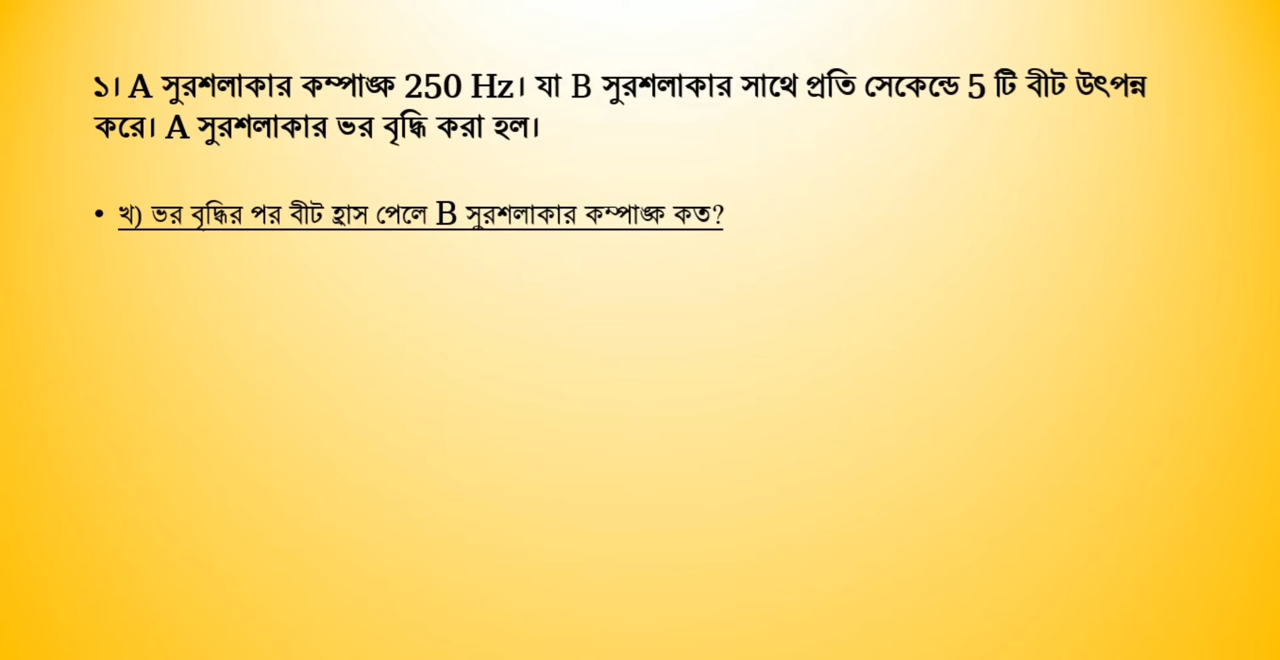 ১। A সুরশলাকার কম্পাঙ্ক 250 Hz। যা B সুরশলাকার সাথে প্রতি সেকেন্ডে 5 টি বীট উৎপন্ন
করে। A সুরশলাকার ভর বৃদ্ধি করা হল।
• খ) ভর বৃদ্ধির পর বীট হ্রাস পেলে B সুরশলাকার কম্পাঙ্ক কত?